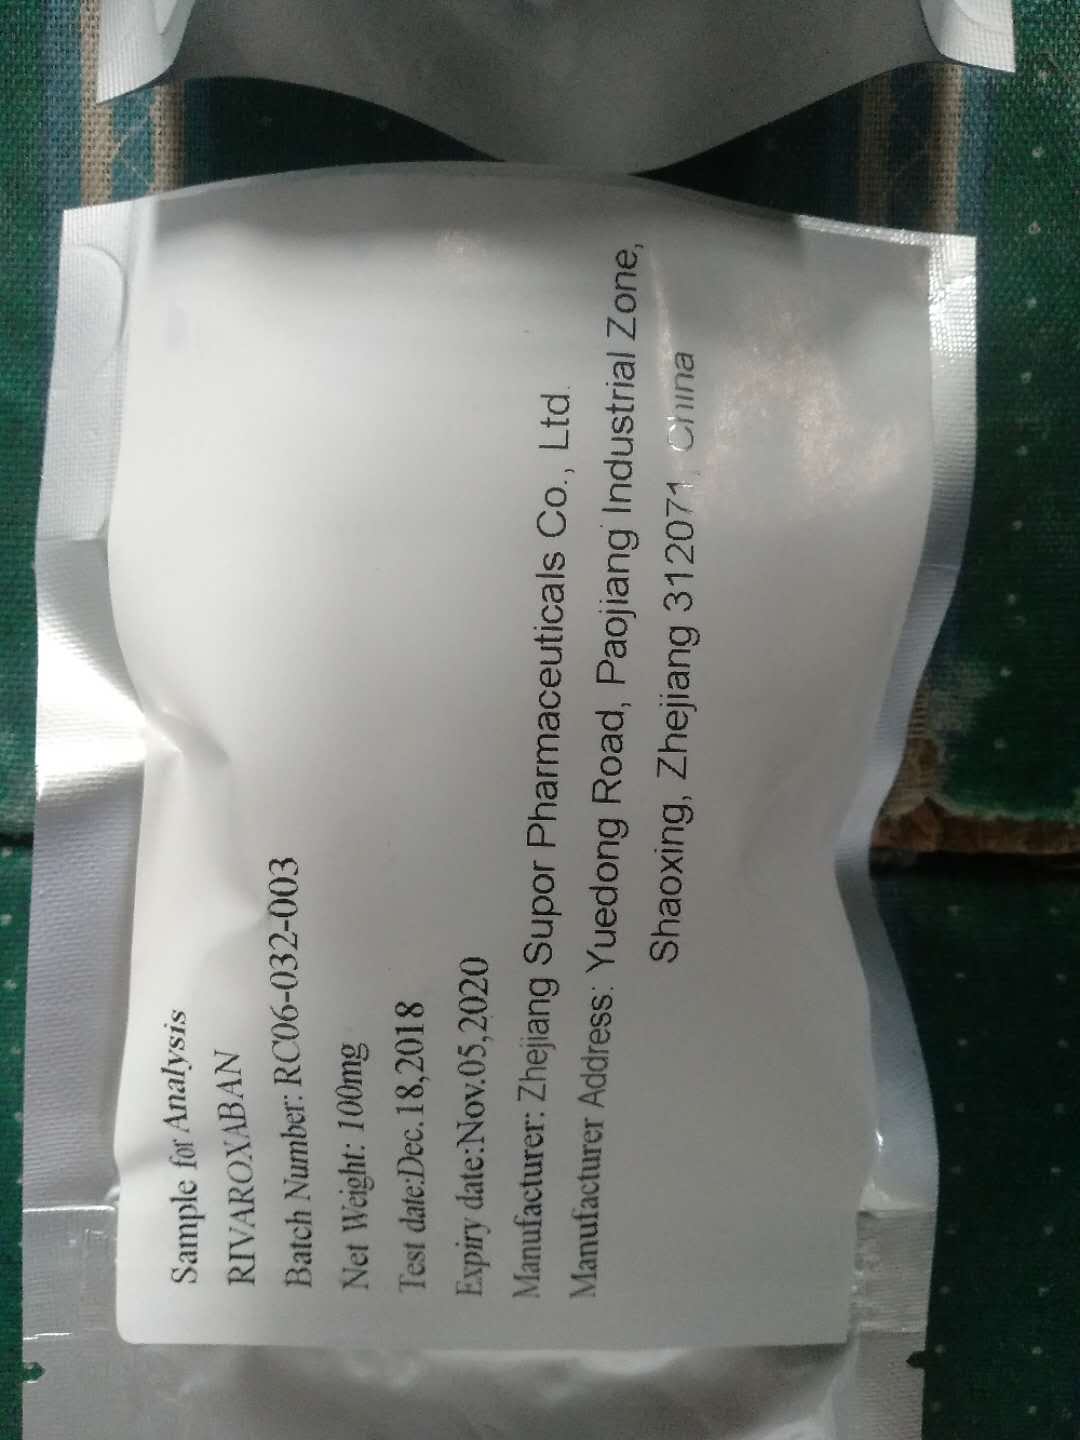 Sample for Analysis
RIVAROXABAN
Batch Number: RC06-032-003
Net Weight: 100mg
Test date:Dec.18,2018
Expiry date:Nov.05,2020
Manufacturer: Zhejiang Supor Pharmaceuticals Co., Ltd.
Manufacturer Address: Yuedong Road, Paojiang Industrial Zone,
Shaoxing, Zhejiang 312071, China